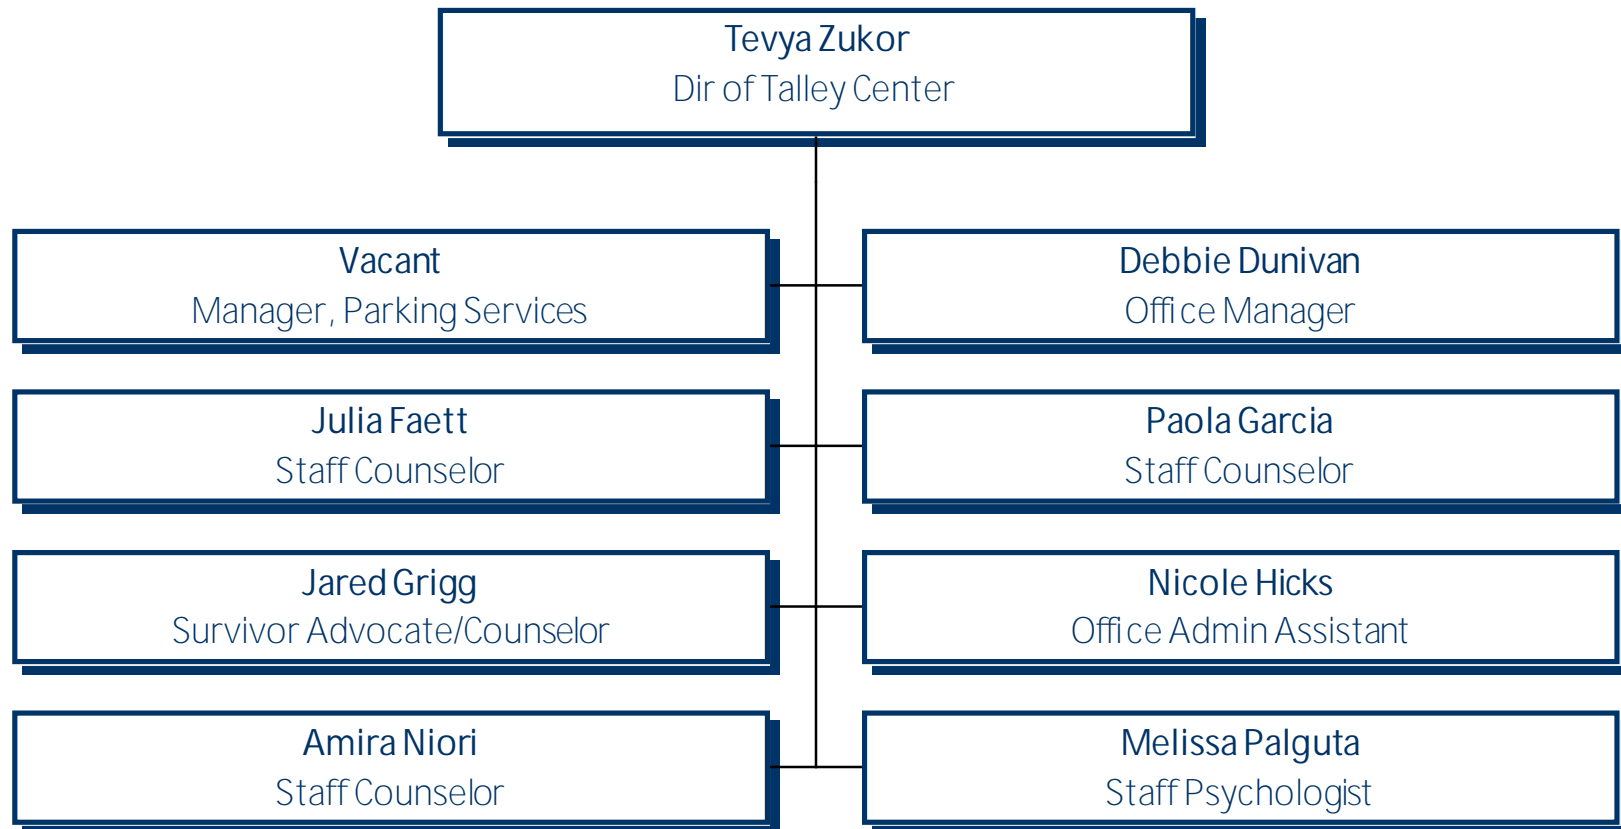 Tevya Zukor
Dir of Talley Center
Vacant
Manager, Parking Services
Debbie Dunivan
Office Manager
Julia Faett
Staff Counselor
Paola Garcia
Staff Counselor
Jared Grigg
Survivor Advocate/Counselor
Nicole Hicks
Office Admin Assistant
Amira Niori
Staff Counselor
Melissa Palguta
Staff Psychologist